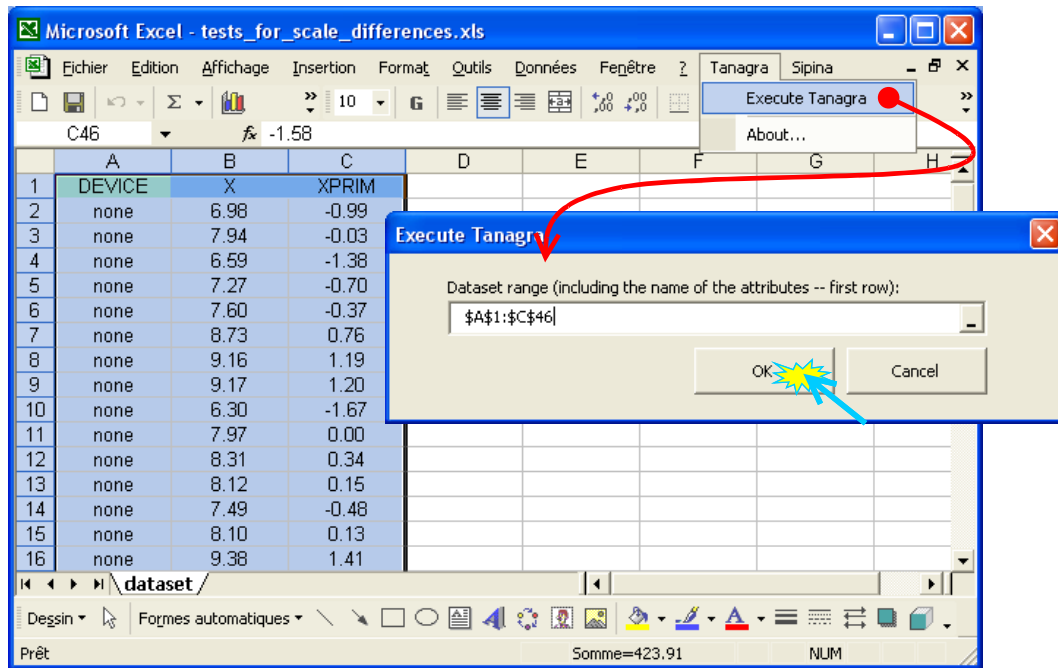 Microsoft Excel - tests_for_scale_differences.xls
Fichier Edition Affichage Insertion Format Outils Données Fenêtre ? Tanagra Sipina
10 G
Execute Tanagra
About...
C46 fx -1.58
A B C D E F G H
1 DEVICE X XPRIM
2 none 6.98 -0.99
3 none 7.94 -0.03
4 none 6.59 -1.38
5 none 7.27 -0.70
6 none 7.60 -0.37
7 none 8.73 0.76
8 none 9.16 1.19
9 none 9.17 1.20
10 none 6.30 -1.67
11 none 7.97 0.00
12 none 8.31 0.34
13 none 8.12 0.15
14 none 7.49 -0.48
15 none 8.10 0.13
16 none 9.38 1.41
Execute Tanagra
Dataset range (including the name of the attributes -- first row):
$A$1:$C$46
OK Cancel
dataset
Dessin Formes automatiques
Prêt Somme=423.91 NUM